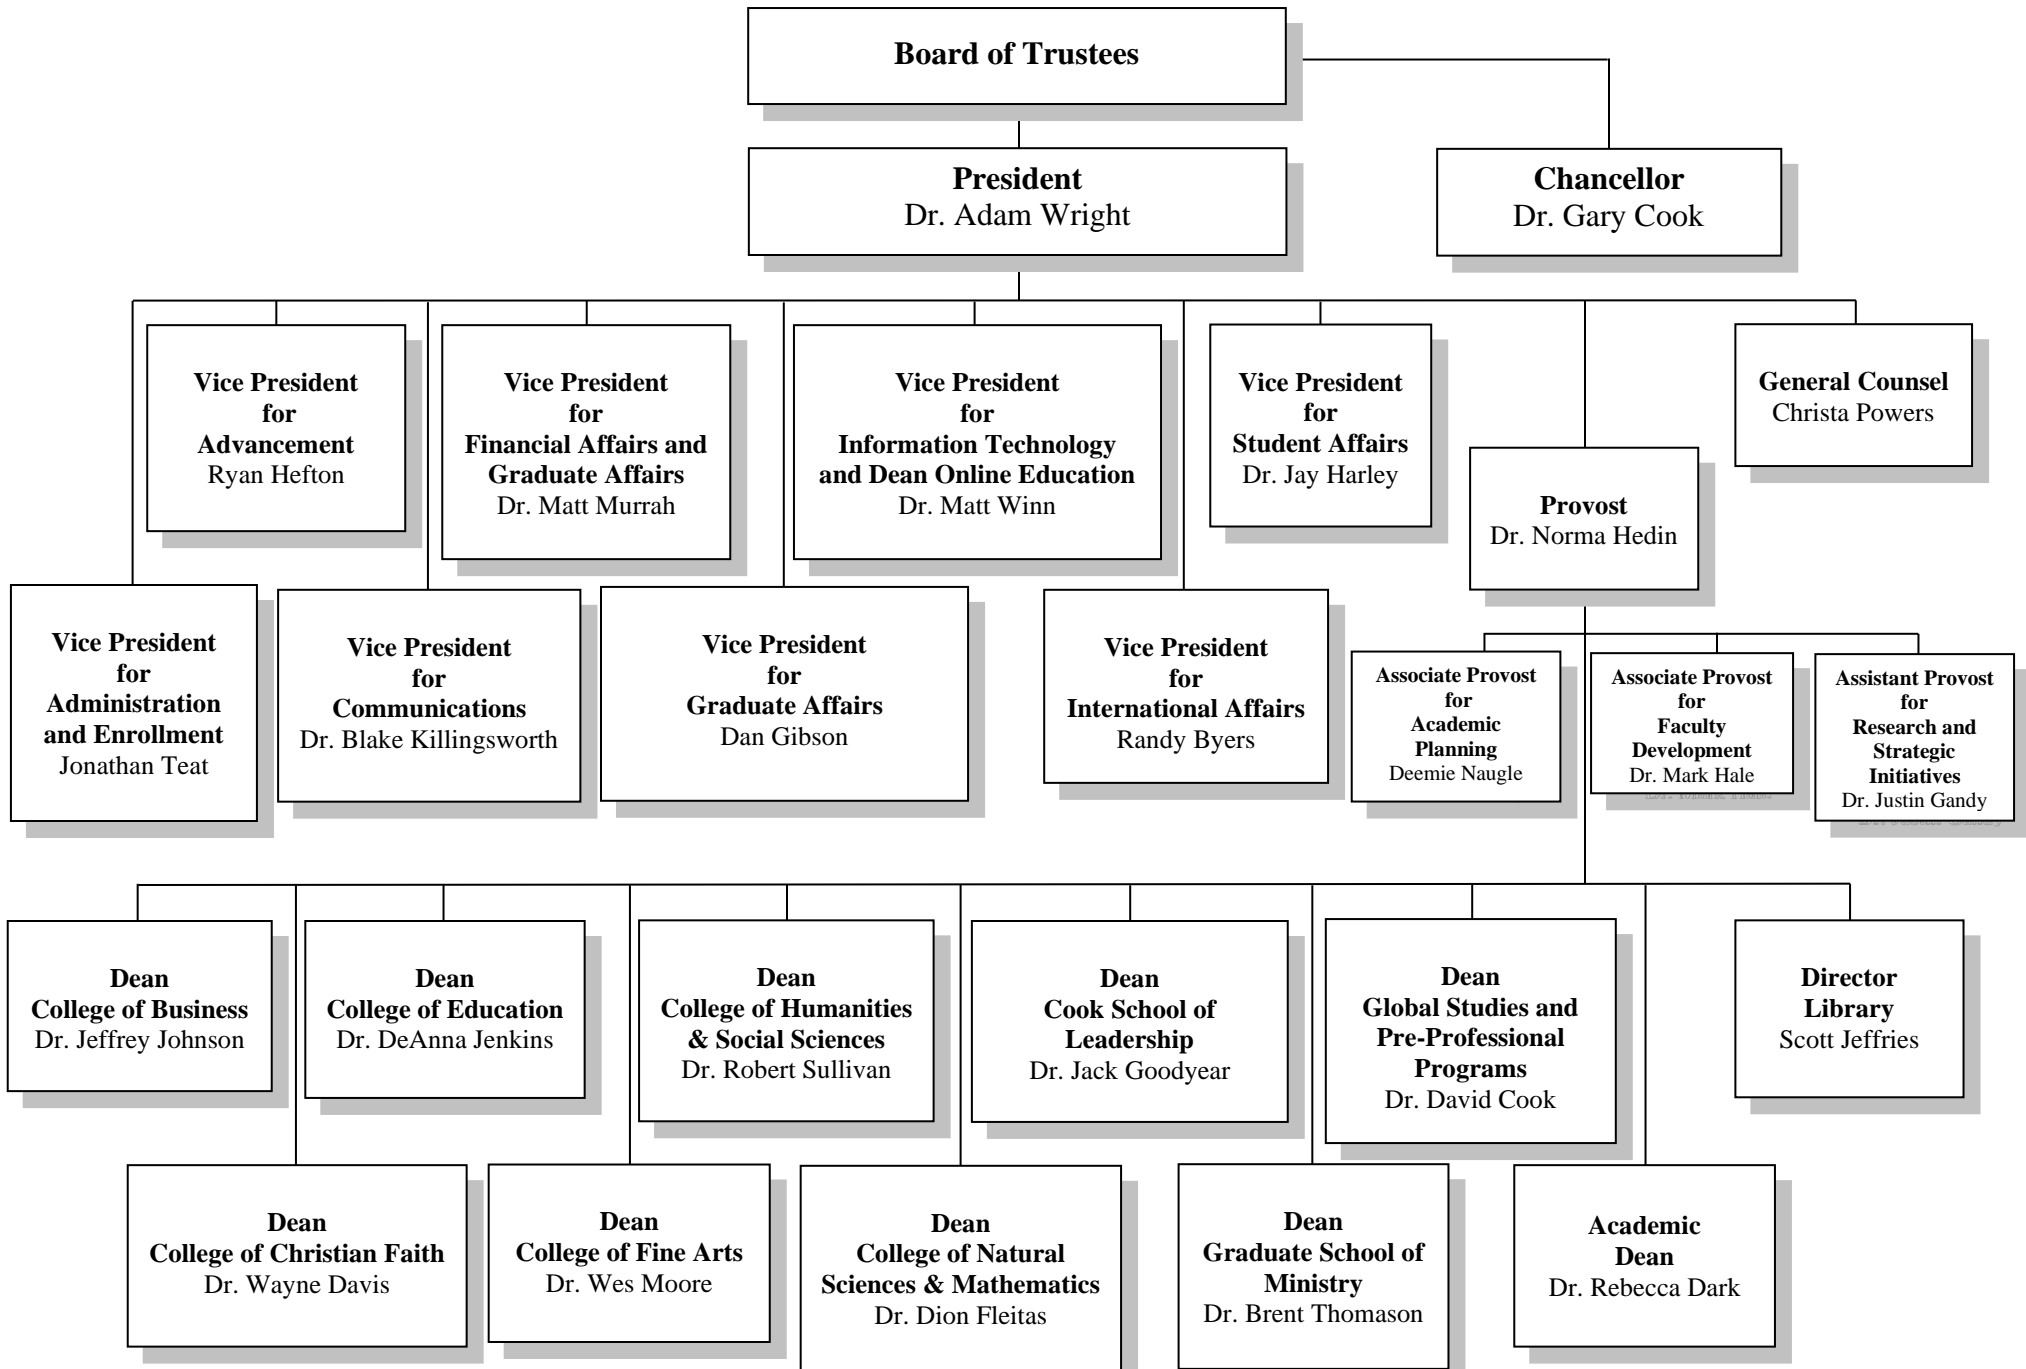 Board of Trustees
President
Dr. Adam Wright
Chancellor
Dr. Gary Cook
Vice President
for
Advancement
Ryan Hefton
Vice President
for
Financial Affairs and
Graduate Affairs
Dr. Matt Murrah
Vice President
for
Information Technology
and Dean Online Education
Dr. Matt Winn
Vice President
for
Student Affairs
Dr. Jay Harley
Provost
Dr. Norma Hedin
General Counsel
Christa Powers
Vice President
for
Administration
and Enrollment
Jonathan Teat
Vice President
for
Communications
Dr. Blake Killingsworth
Vice President
for
Graduate Affairs
Dan Gibson
Vice President
for
International Affairs
Randy Byers
Associate Provost
for
Academic
Planning
Deemie Naugle
Associate Provost
for
Faculty
Development
Dr. Mark Hale
Assistant Provost
for
Research and
Strategic
Initiatives
Dr. Justin Gandy
Dean
College of Business
Dr. Jeffrey Johnson
Dean
College of Education
Dr. DeAnna Jenkins
Dean
College of Humanities
& Social Sciences
Dr. Robert Sullivan
Dean
Cook School of
Leadership
Dr. Jack Goodyear
Dean
Global Studies and
Pre-Professional
Programs
Dr. David Cook
Director
Library
Scott Jeffries
Dean
College of Christian Faith
Dr. Wayne Davis
Dean
College of Fine Arts
Dr. Wes Moore
Dean
College of Natural
Sciences & Mathematics
Dr. Dion Fleitas
Dean
Graduate School of
Ministry
Dr. Brent Thomason
Academic
Dean
Dr. Rebecca Dark